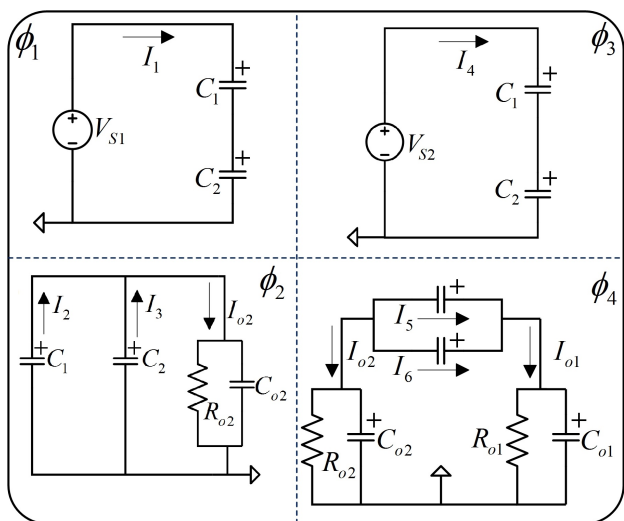 ϕ1
I1
+
C1
+
VS1
−
+
C2
ϕ3
I4
+
C1
+
VS2
−
+
C2
ϕ2
I2
I3
Io2
+
C1
+
C2
+
Ro2
Co2
ϕ4
+
I5
+
I6
Io2
Io1
+
Ro2
Co2
+
Ro1
Co1